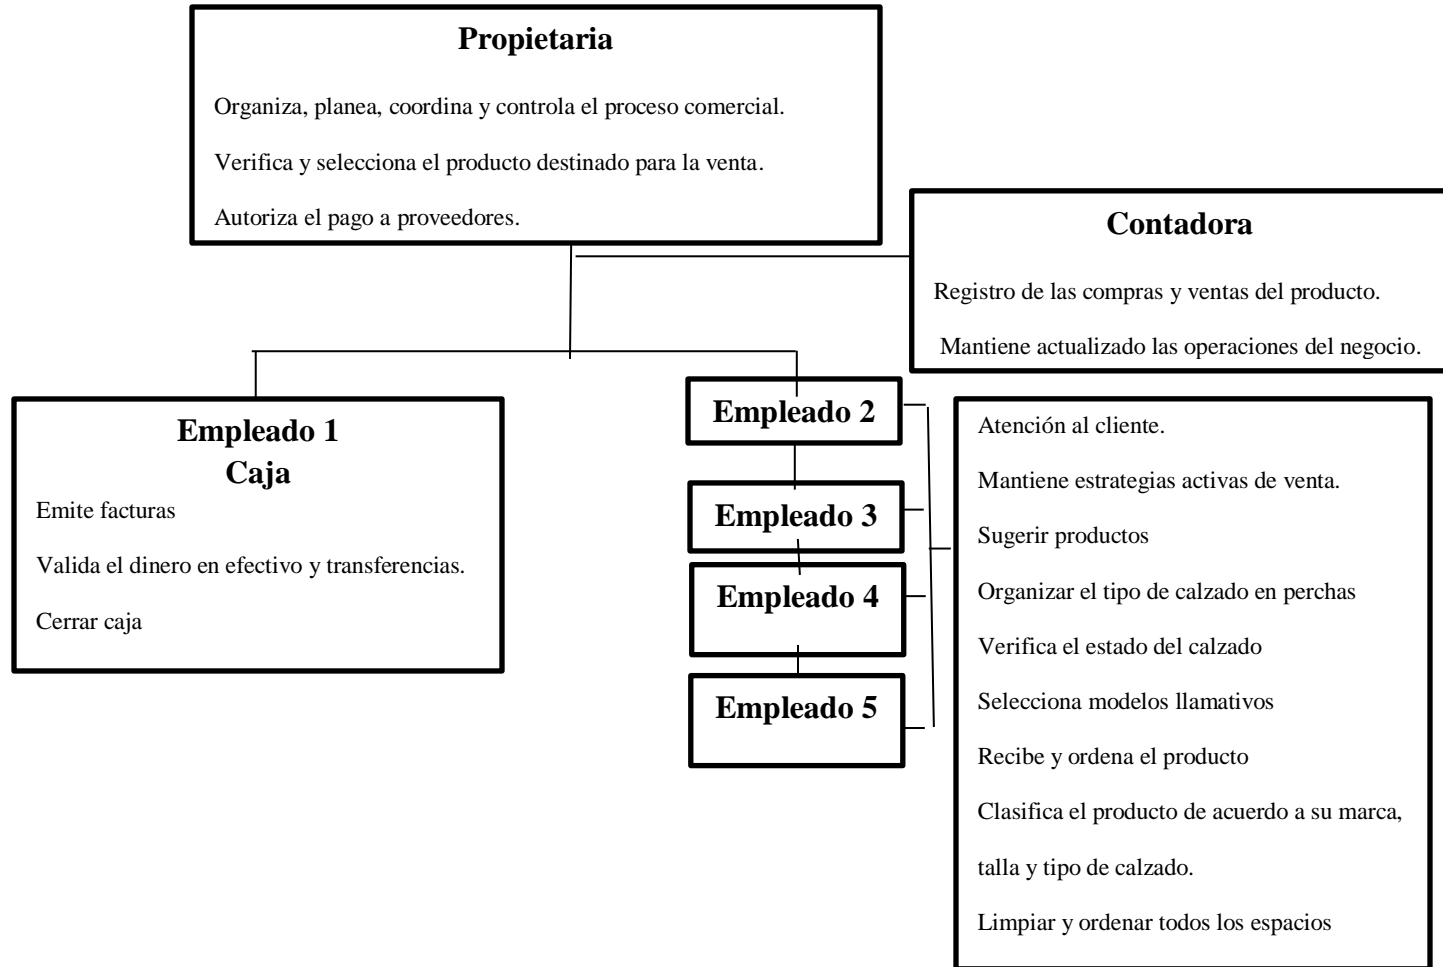 Propietaria
Organiza, planea, coordina y controla el proceso comercial.
Verifica y selecciona el producto destinado para la venta.
Autoriza el pago a proveedores.
Contadora
Registro de las compras y ventas del producto.
Mantiene actualizado las operaciones del negocio.
Empleado 1
Caja
Emite facturas
Valida el dinero en efectivo y transferencias.
Cerrar caja
Empleado 2
Empleado 3
Empleado 4
Empleado 5
Atención al cliente.
Mantiene estrategias activas de venta.
Sugerir productos
Organizar el tipo de calzado en perchas
Verifica el estado del calzado
Selecciona modelos llamativos
Recibe y ordena el producto
Clasifica el producto de acuerdo a su marca,
talla y tipo de calzado.
Limpiar y ordenar todos los espacios